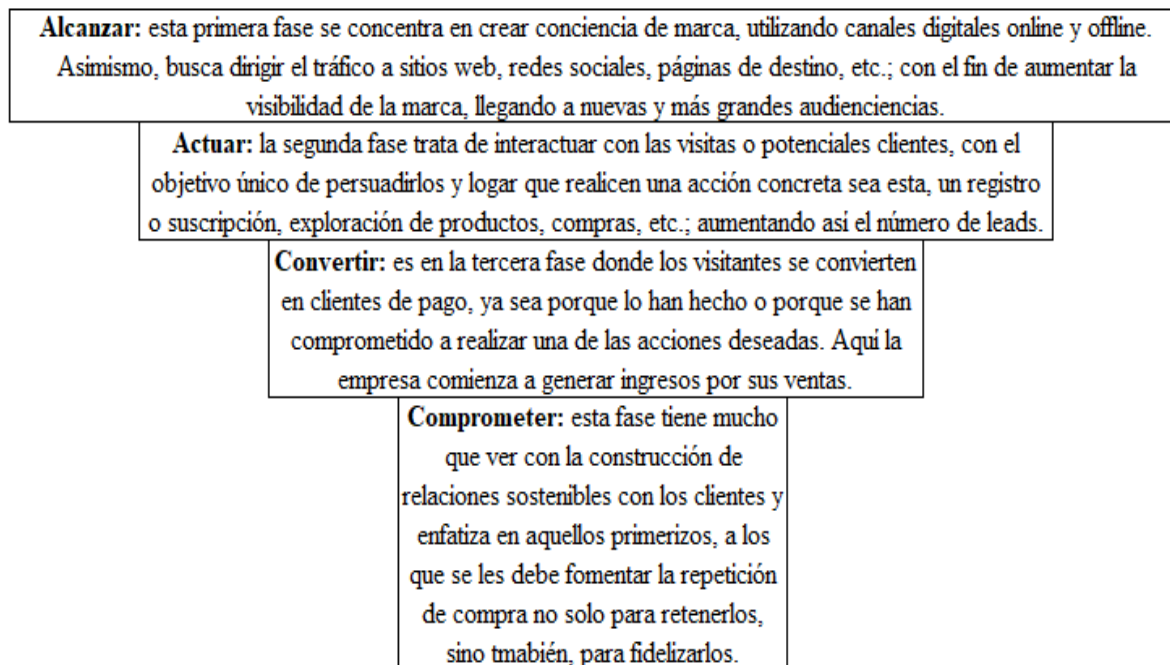 Alcanzar: esta primera fase se concentra en crear conciencia de marca, utilizando canales digitales online y offline.
Asimismo, busca dirigir el tráfico a sitios web, redes sociales, páginas de destino, etc.; con el fin de aumentar la
visibilidad de la marca, llegando a nuevas y más grandes audienciencias.
Actuar: la segunda fase trata de interactuar con las visitas o potenciales clientes, con el
objetivo único de persuadirlos y logar que realicen una acción concreta sea esta, un registro
o suscripción, exploración de productos, compras, etc.; aumentando así el número de leads.
Convertir: es en la tercera fase donde los visitantes se convierten
en clientes de pago, ya sea porque lo han hecho o porque se han
comprometido a realizar una de las acciones deseadas. Aquí la
empresa comienza a generar ingresos por sus ventas.
Comprometer: esta fase tiene mucho
que ver con la construcción de
relaciones sostenibles con los clientes y
enfatiza en aquellos primerizos, a los
que se les debe fomentar la repetición
de compra no solo para retenerlos,
sino tmabién, para fidelizarlos.